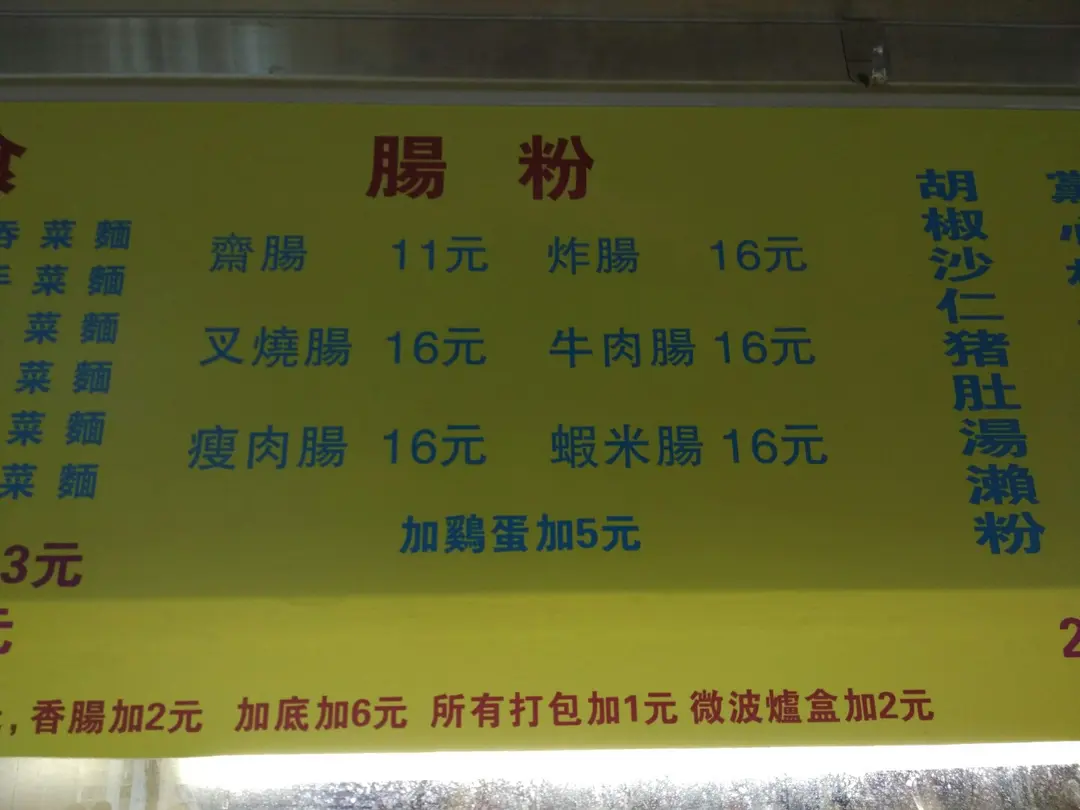 食
腸 粉
菜 麵
菜 麵
菜 麵
菜 麵
菜 麵
菜 麵
3元
元
齋腸 11元 炸腸 16元
叉燒腸 16元 牛肉腸 16元
瘦肉腸 16元 蝦米腸 16元
加鷄蛋加5元
胡椒沙仁猪肚湯瀨粉
2
香腸加2元 加底加6元 所有打包加1元 微波爐盒加2元